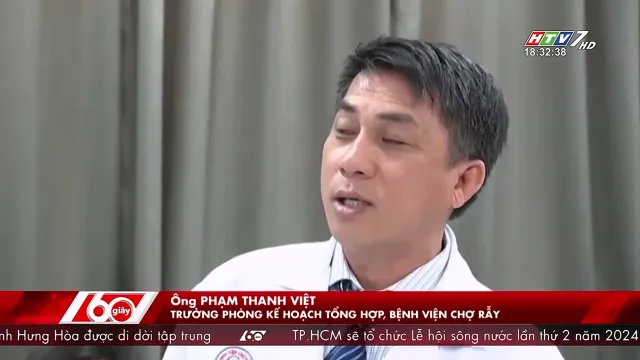 HTV7 HD
18:32:38
60 giây
Ông PHẠM THANH VIỆT
TRƯỞNG PHÒNG KẾ HOẠCH TỔNG HỢP, BỆNH VIỆN CHỢ RẪY
nh Hưng Hòa được di dời tập trung TP.HCM sẽ tổ chức Lễ hội sông nước lần thứ 2 năm 2024